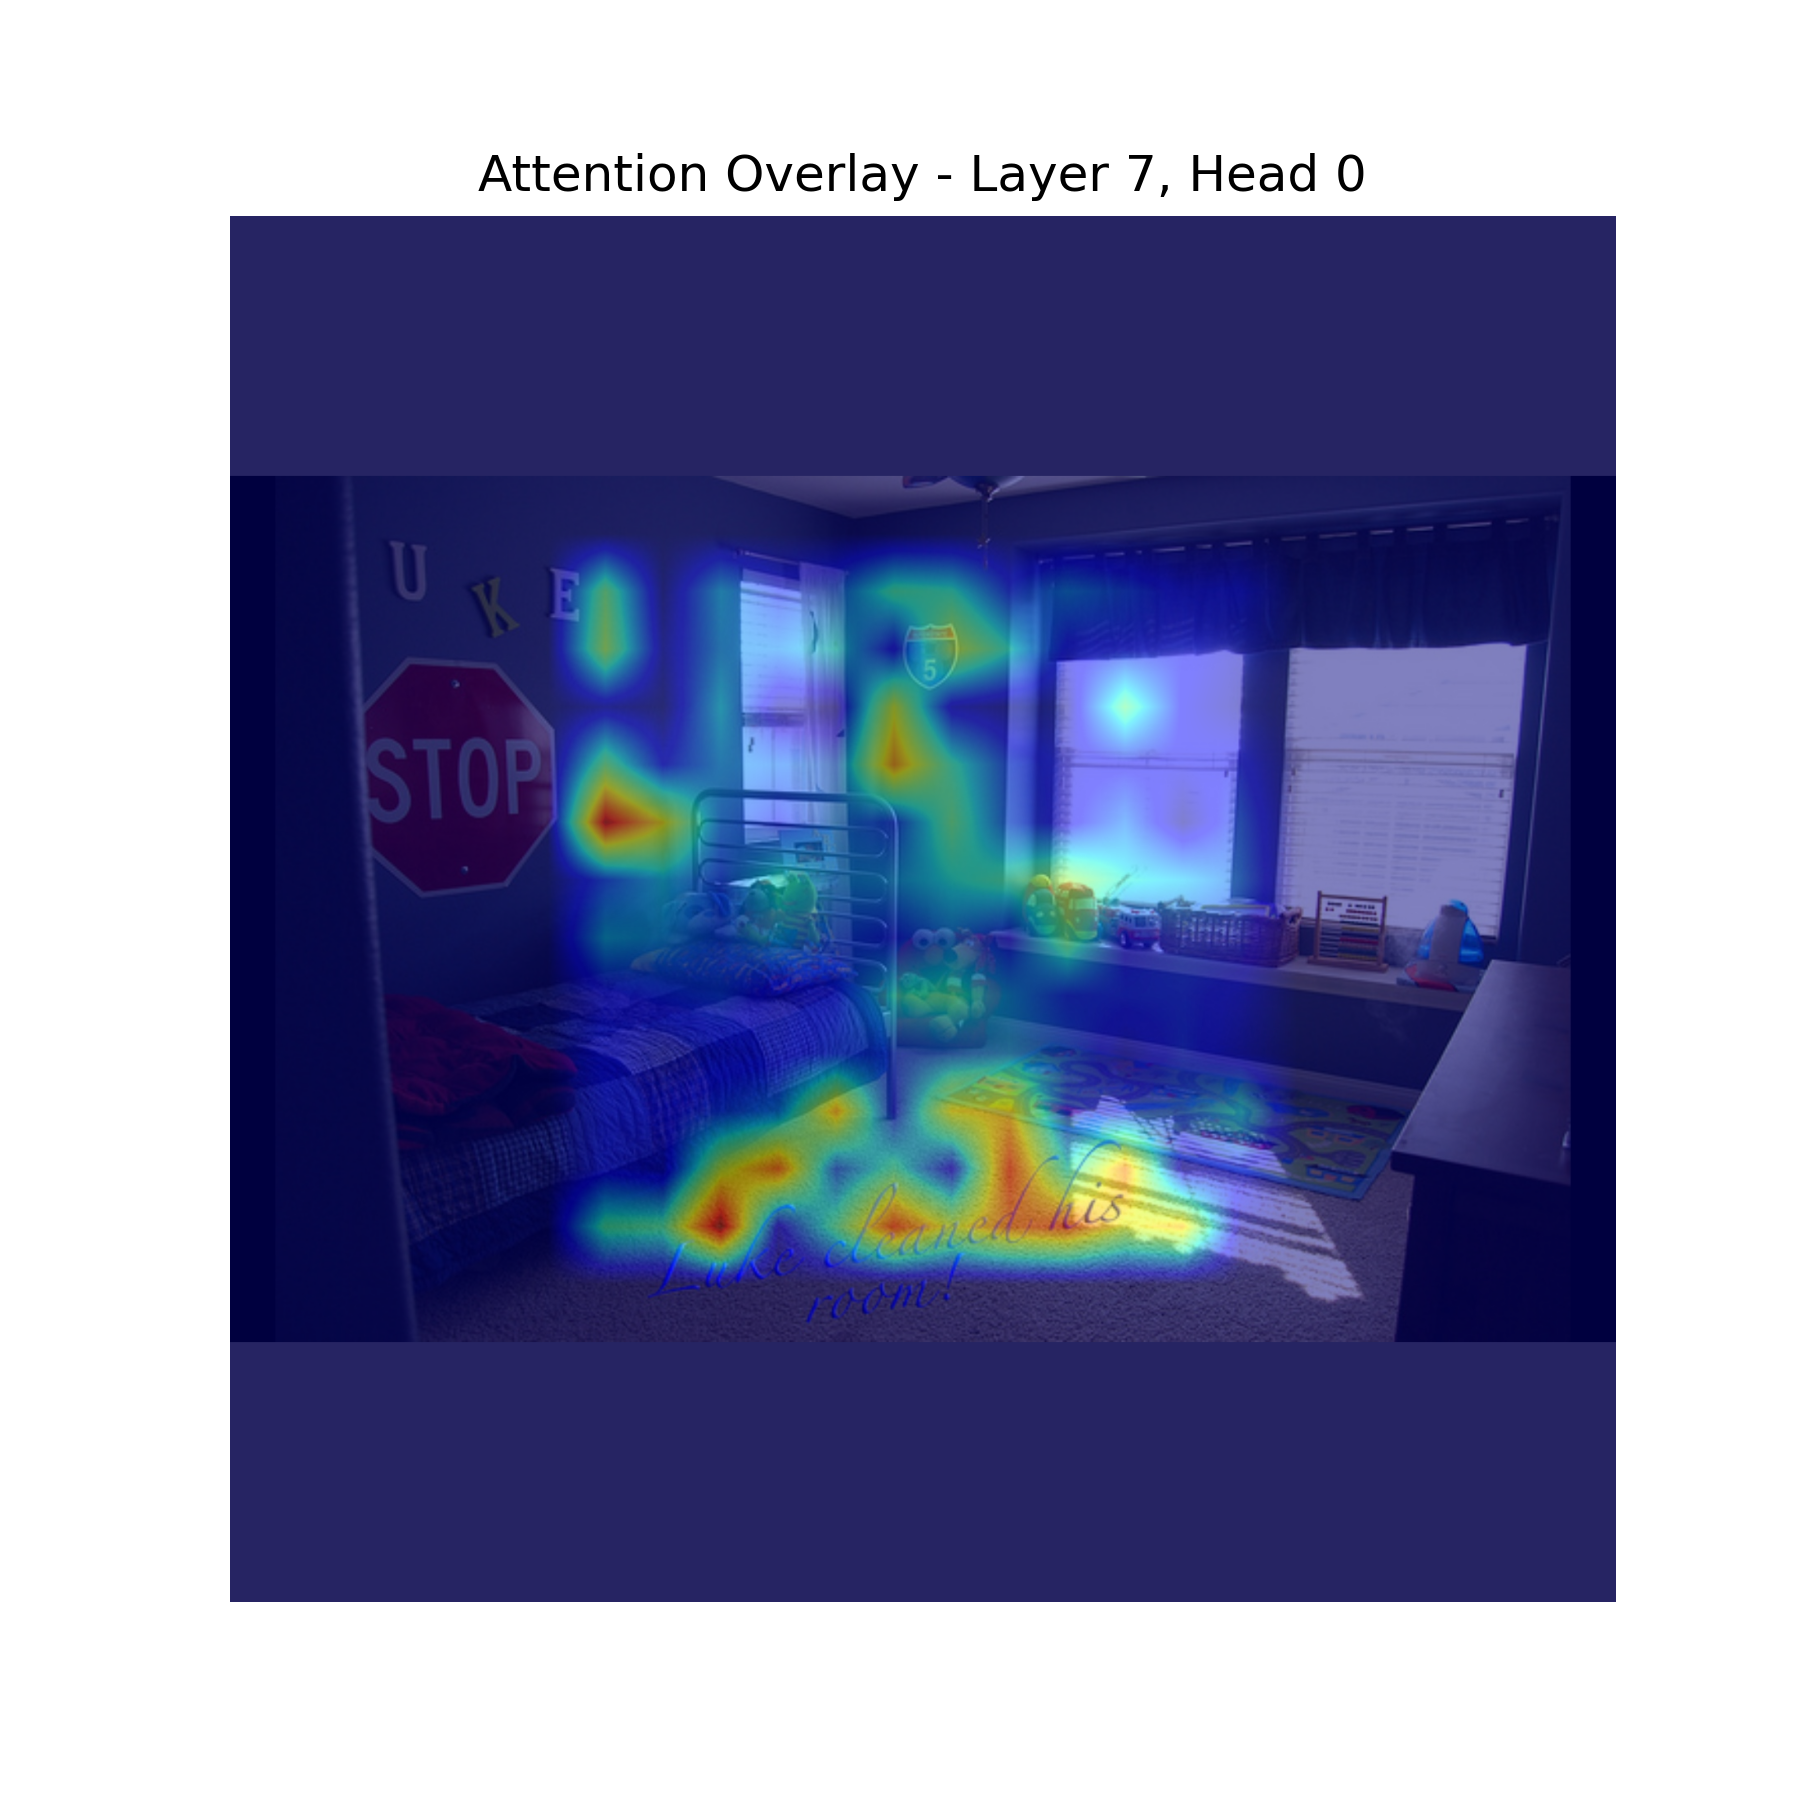 Attention Overlay - Layer 7, Head 0
U K E
5
STOP
Luke cleaned his
room!